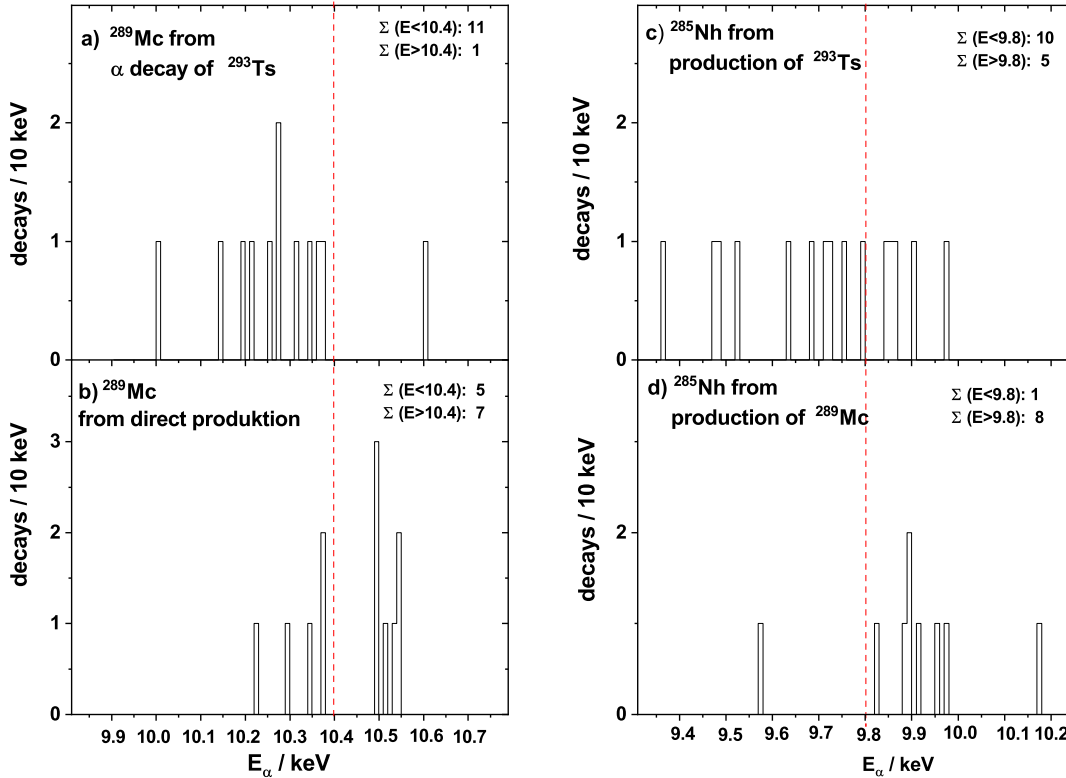 a) ²⁸⁹Mc from
α decay of ²⁹³Ts
Σ (E<10.4): 11
Σ (E>10.4): 1
decays / 10 keV
2
1
0
c) ²⁸⁵Nh from
production of ²⁹³Ts
Σ (E<9.8): 10
Σ (E>9.8): 5
decays / 10 keV
2
1
0
b) ²⁸⁹Mc
from direct produktion
Σ (E<10.4): 5
Σ (E>10.4): 7
decays / 10 keV
3
2
1
0
9.9 10.0 10.1 10.2 10.3 10.4 10.5 10.6 10.7
E_α / keV
d) ²⁸⁵Nh from
production of ²⁸⁹Mc
Σ (E<9.8): 1
Σ (E>9.8): 8
decays / 10 keV
2
1
0
9.4 9.5 9.6 9.7 9.8 9.9 10.0 10.1 10.2
E_α / keV